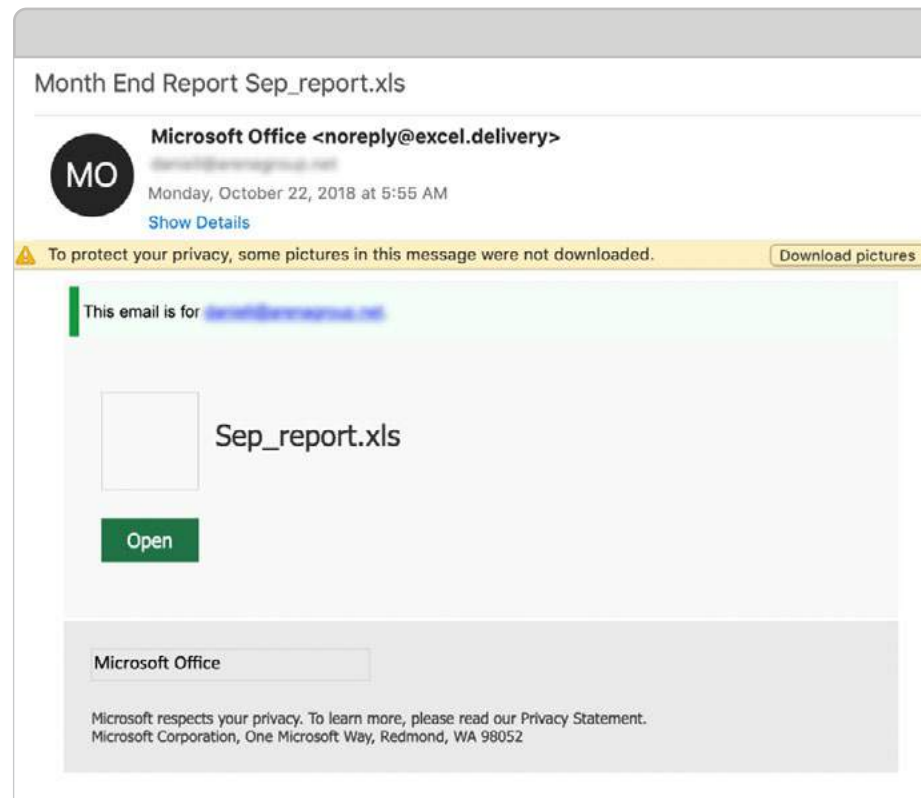 Month End Report Sep_report.xls
MO
Microsoft Office <noreply@excel.delivery>
Monday, October 22, 2018 at 5:55 AM
Show Details
To protect your privacy, some pictures in this message were not downloaded.
Download pictures
This email is for
Sep_report.xls
Open
Microsoft Office
Microsoft respects your privacy. To learn more, please read our Privacy Statement.
Microsoft Corporation, One Microsoft Way, Redmond, WA 98052